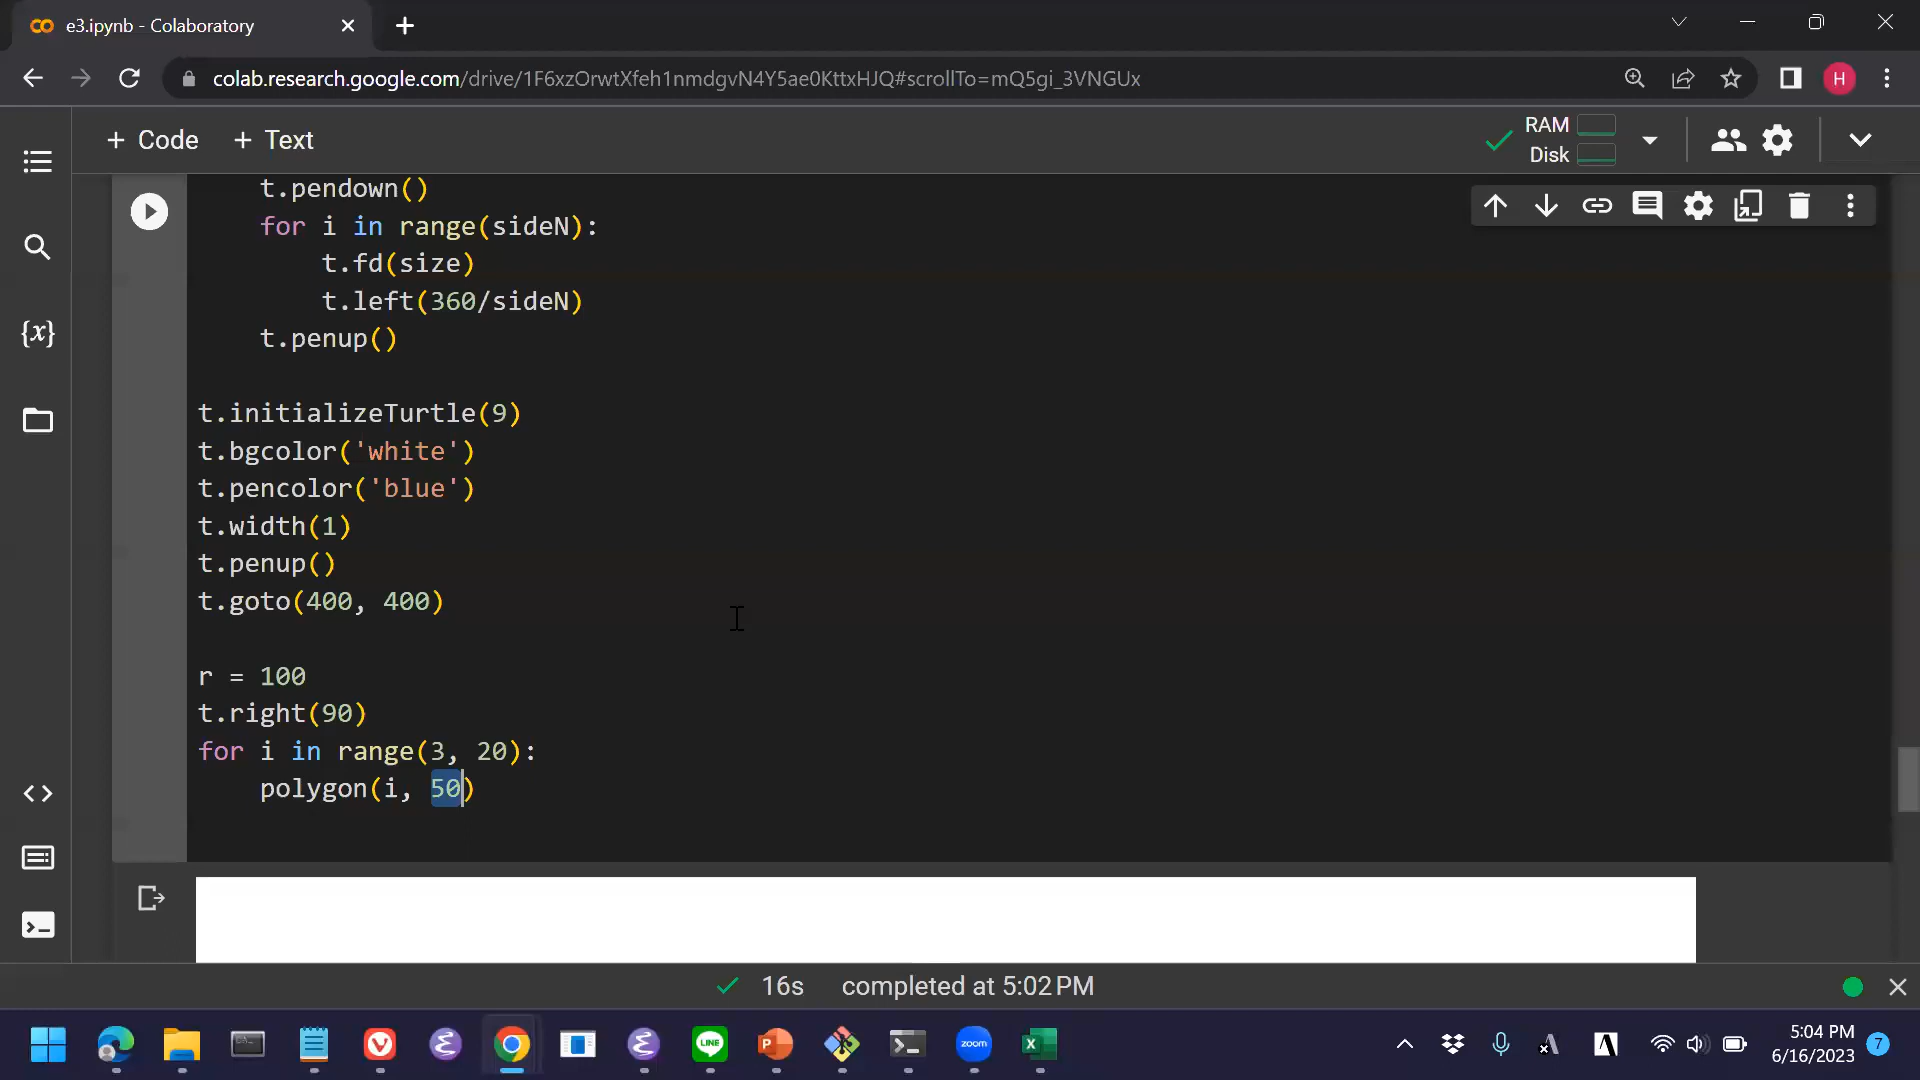 e3.ipynb - Colaboratory
colab.research.google.com/drive/1F6xzOrwtXfeh1nmdgvN4Y5ae0KttxHJQ#scrollTo=mQ5gi_3VNGUx
H
+ Code + Text
RAM
Disk
{x}
t.pendown()
for i in range(sideN):
t.fd(size)
t.left(360/sideN)
t.penup()
t.initializeTurtle(9)
t.bgcolor('white')
t.pencolor('blue')
t.width(1)
t.penup()
t.goto(400, 400)
r = 100
t.right(90)
for i in range(3, 20):
polygon(i, 50)
16s completed at 5:02 PM
LINE
zoom
A
A
5:04 PM
6/16/2023
7